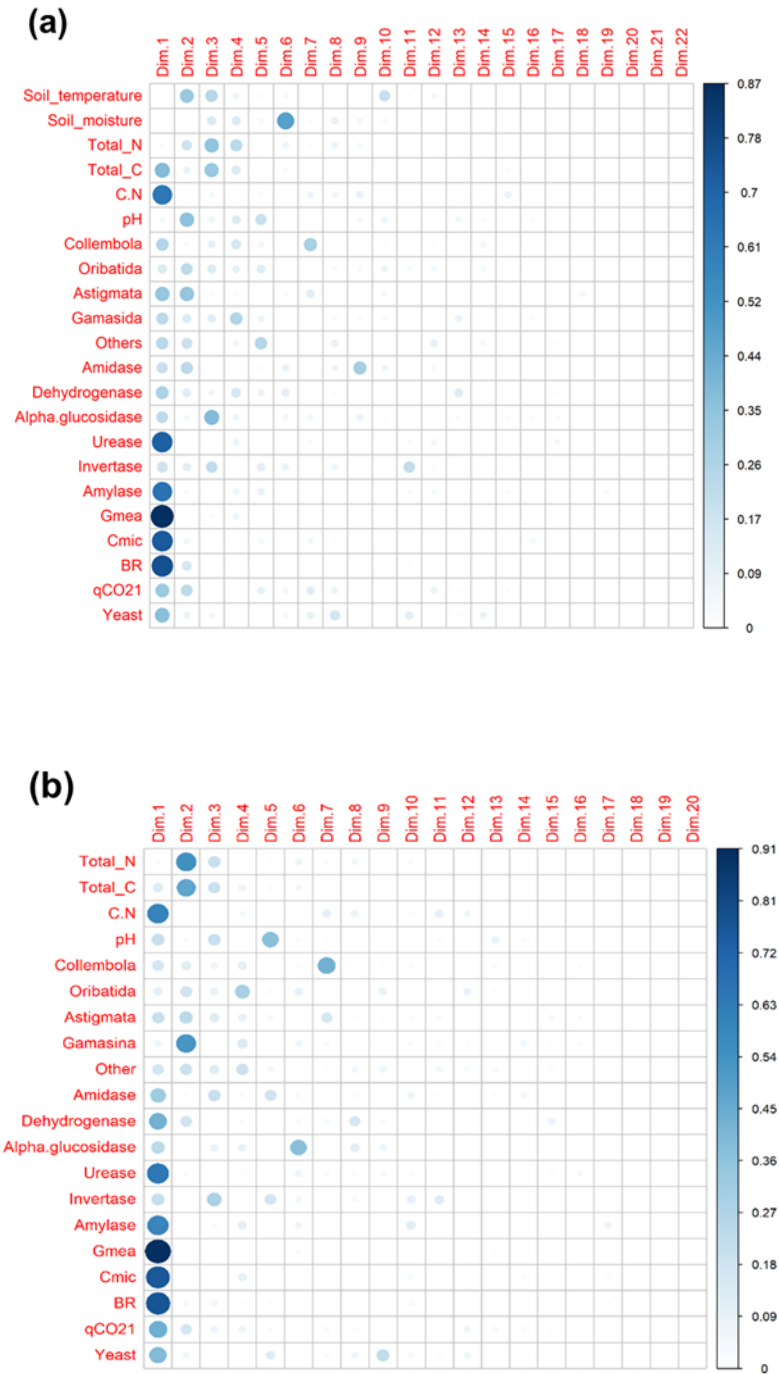 (a)
Dim.1 Dim.2 Dim.3 Dim.4 Dim.5 Dim.6 Dim.7 Dim.8 Dim.9 Dim.10 Dim.11 Dim.12 Dim.13 Dim.14 Dim.15 Dim.16 Dim.17 Dim.18 Dim.19 Dim.20 Dim.21 Dim.22
Soil_temperature
Soil_moisture
Total_N
Total_C
C.N
pH
Collembola
Oribatida
Astigmata
Gamasida
Others
Amidase
Dehydrogenase
Alpha.glucosidase
Urease
Invertase
Amylase
Gmea
Cmic
BR
qCO21
Yeast
0.87
0.78
0.7
0.61
0.52
0.44
0.35
0.26
0.17
0.09
0
(b)
Dim.1 Dim.2 Dim.3 Dim.4 Dim.5 Dim.6 Dim.7 Dim.8 Dim.9 Dim.10 Dim.11 Dim.12 Dim.13 Dim.14 Dim.15 Dim.16 Dim.17 Dim.18 Dim.19 Dim.20
Total_N
Total_C
C.N
pH
Collembola
Oribatida
Astigmata
Gamasina
Other
Amidase
Dehydrogenase
Alpha.glucosidase
Urease
Invertase
Amylase
Gmea
Cmic
BR
qCO21
Yeast
0.91
0.81
0.72
0.63
0.54
0.45
0.36
0.27
0.18
0.09
0